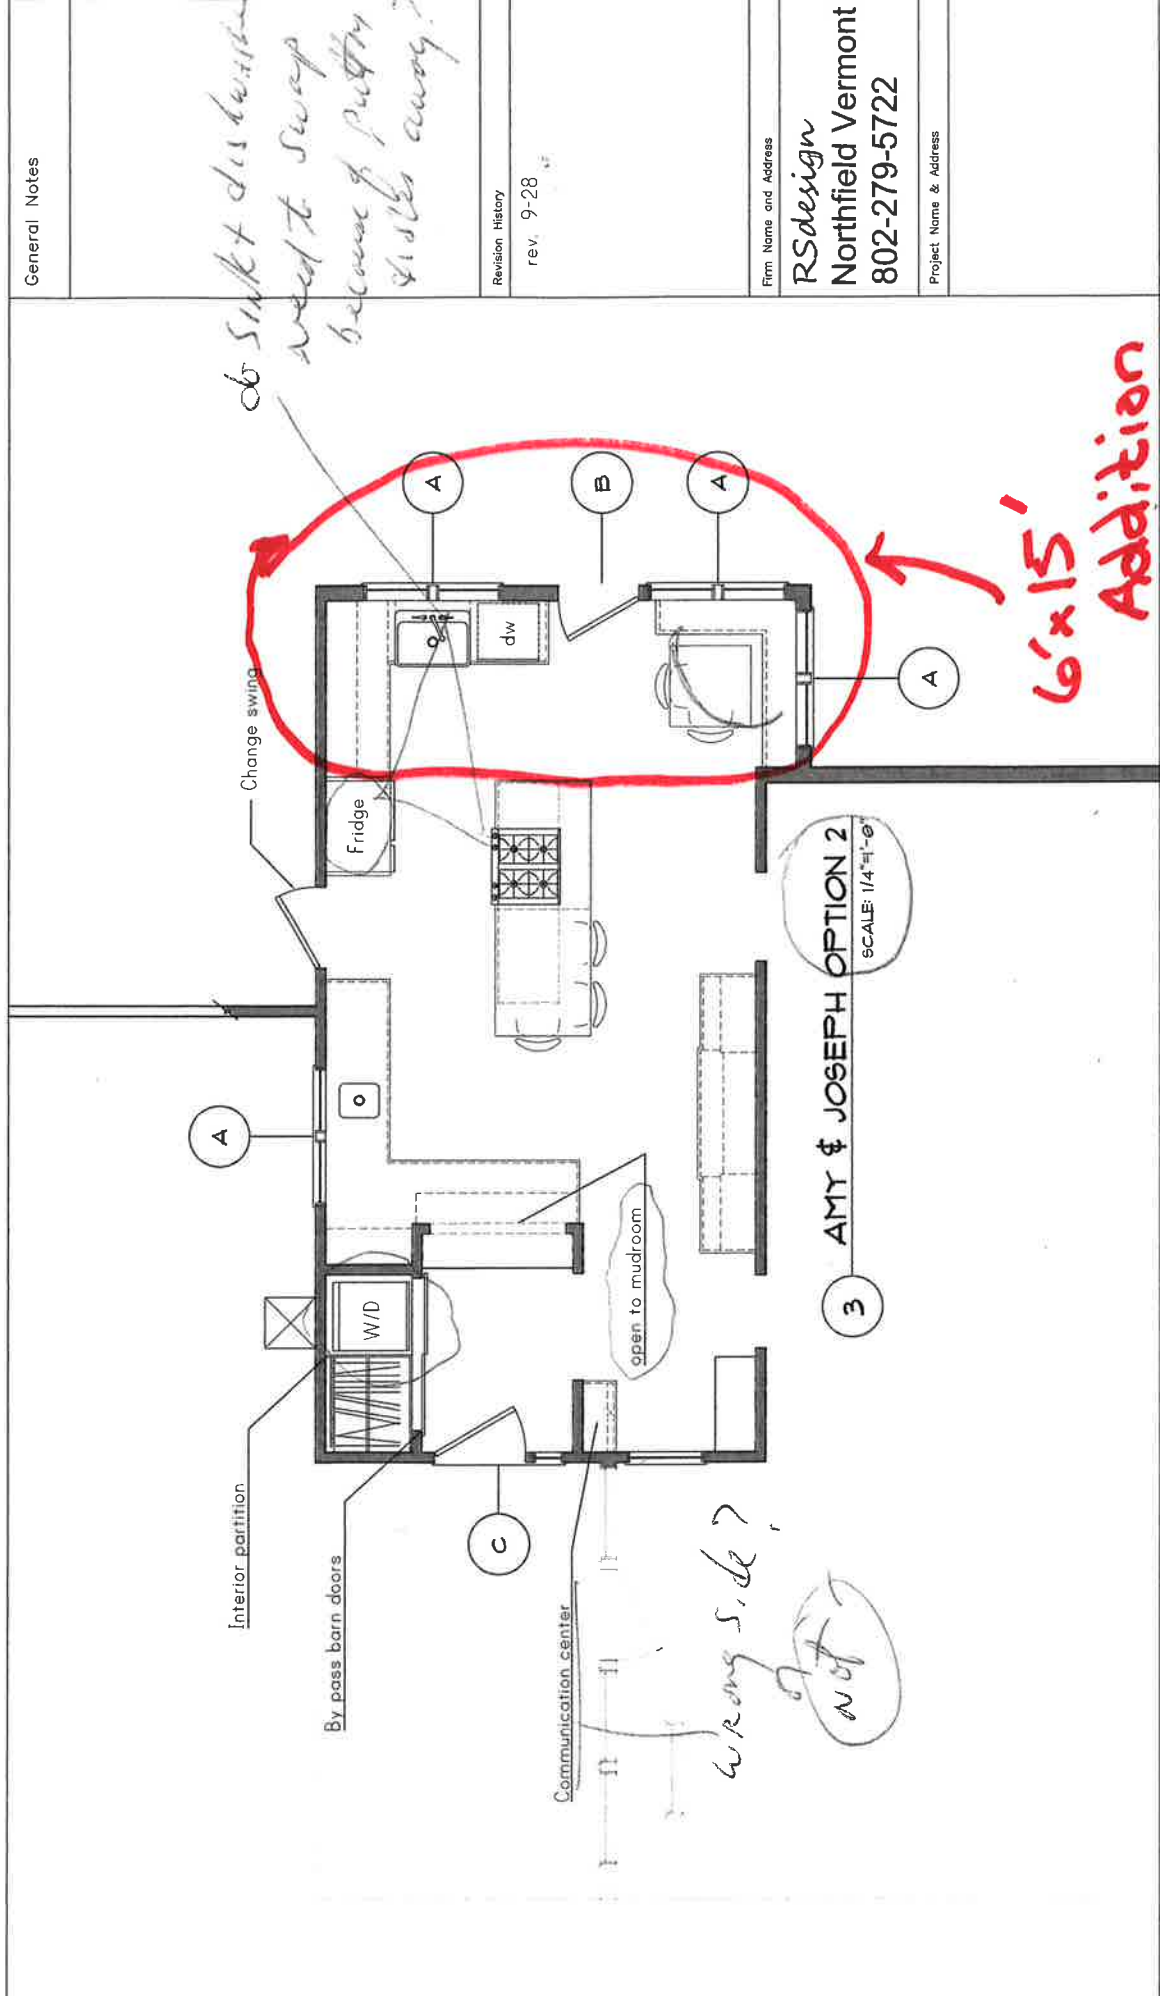 General Notes
do Sink & dishwasher
need to swap
because of putting
dishes away?
Revision History
rev. 9-28
Firm Name and Address
RSdesign
Northfield Vermont
802-279-5722
Project Name & Address
Change swing
A
A
B
A
A
Fridge
dw
W/D
Interior partition
By pass barn doors
C
Communication center
open to mudroom
wrong side?
Not
3
AMY & JOSEPH OPTION 2
SCALE: 1/4"=1'-0"
6'x15'
Addition